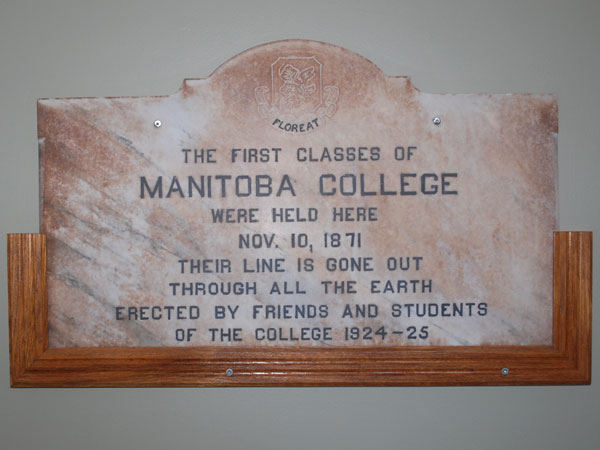 FLOREAT
THE FIRST CLASSES OF
MANITOBA COLLEGE
WERE HELD HERE
NOV. 10, 1871
THEIR LINE IS GONE OUT
THROUGH ALL THE EARTH
ERECTED BY FRIENDS AND STUDENTS
OF THE COLLEGE 1924-25